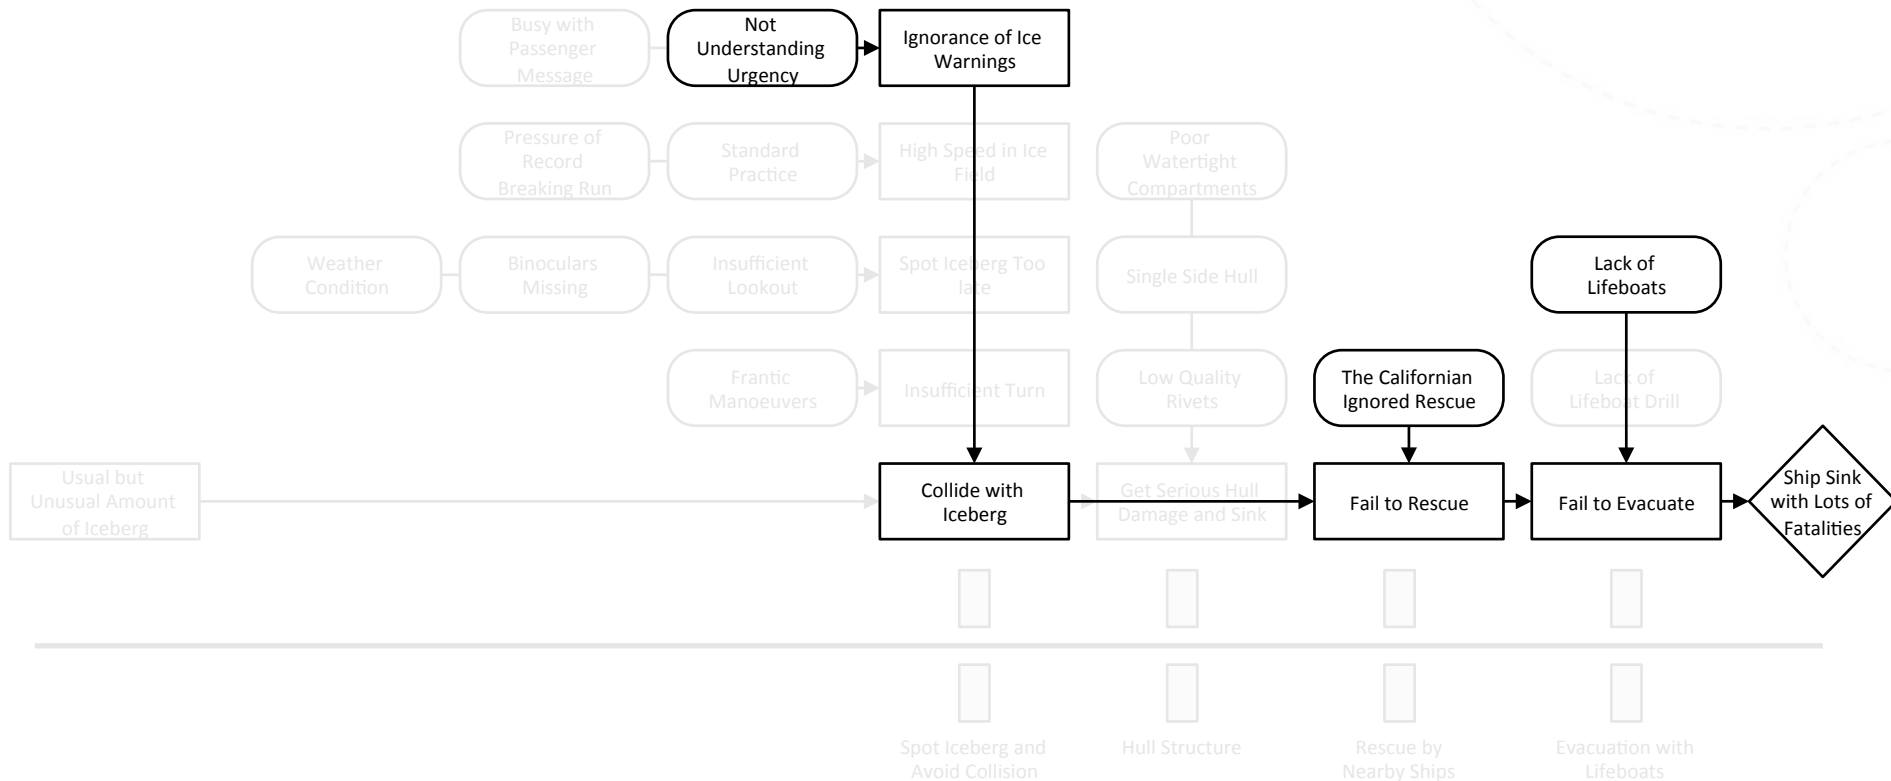 Busy with
Passenger
Message
Not
Understanding
Urgency
Ignorance of Ice
Warnings
Pressure of
Record
Breaking Run
Standard
Practice
High Speed in Ice
Field
Poor
Watertight
Compartments
Weather
Condition
Binoculars
Missing
Insufficient
Lookout
Spot Iceberg Too
late
Single Side Hull
Lack of
Lifeboats
Frantic
Manoeuvers
Insufficient Turn
Low Quality
Rivets
The Californian
Ignored Rescue
Lack of
Lifeboat Drill
Usual but
Unusual Amount
of Iceberg
Collide with
Iceberg
Get Serious Hull
Damage and Sink
Fail to Rescue
Fail to Evacuate
Ship Sink
with Lots of
Fatalities
Spot Iceberg and
Avoid Collision
Hull Structure
Rescue by
Nearby Ships
Evacuation with
Lifeboats